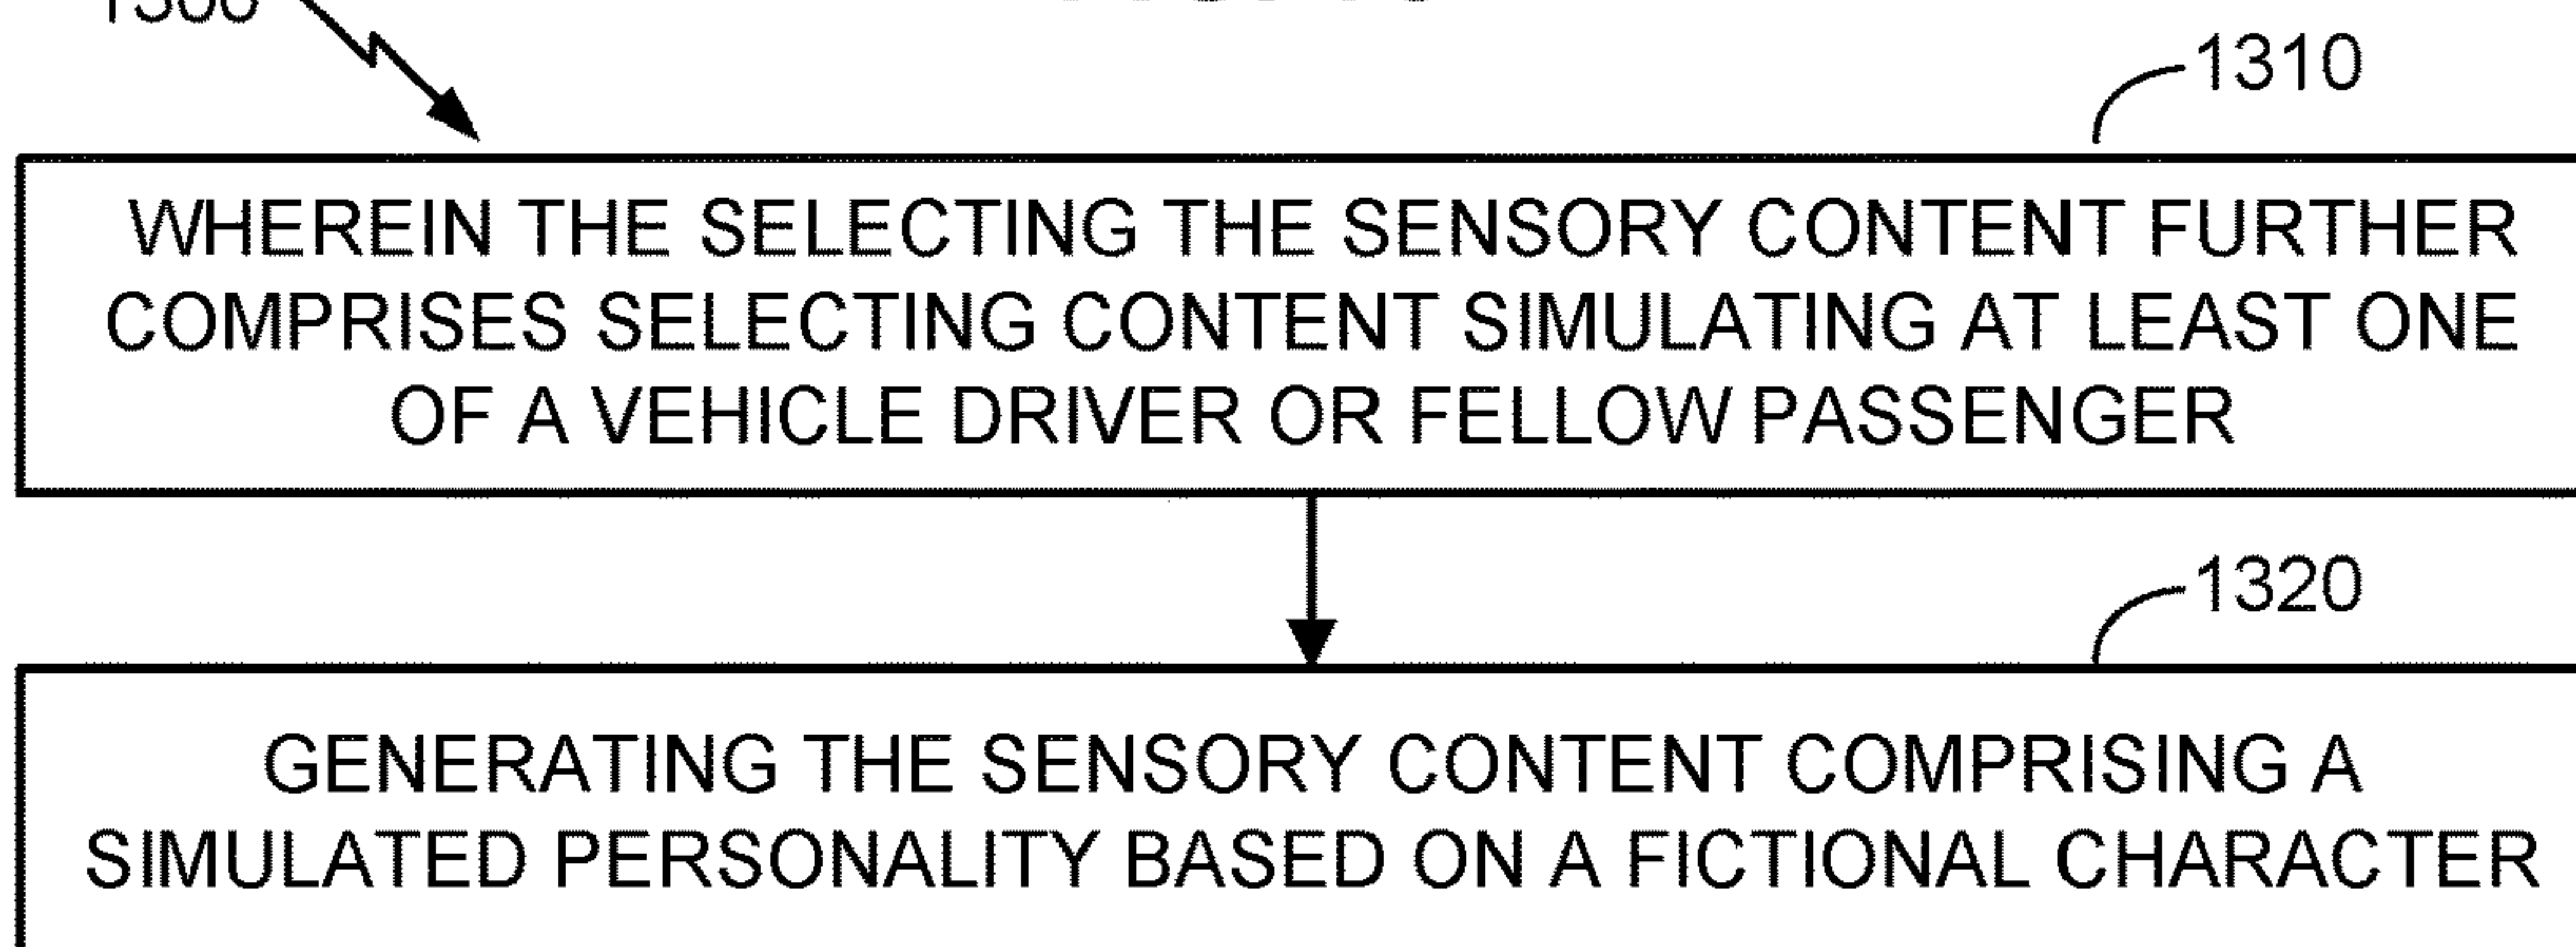 1310
WHEREIN THE SELECTING THE SENSORY CONTENT FURTHER
COMPRISES SELECTING CONTENT SIMULATING AT LEAST ONE
OF A VEHICLE DRIVER OR FELLOW PASSENGER
1320
GENERATING THE SENSORY CONTENT COMPRISING A
SIMULATED PERSONALITY BASED ON A FICTIONAL CHARACTER